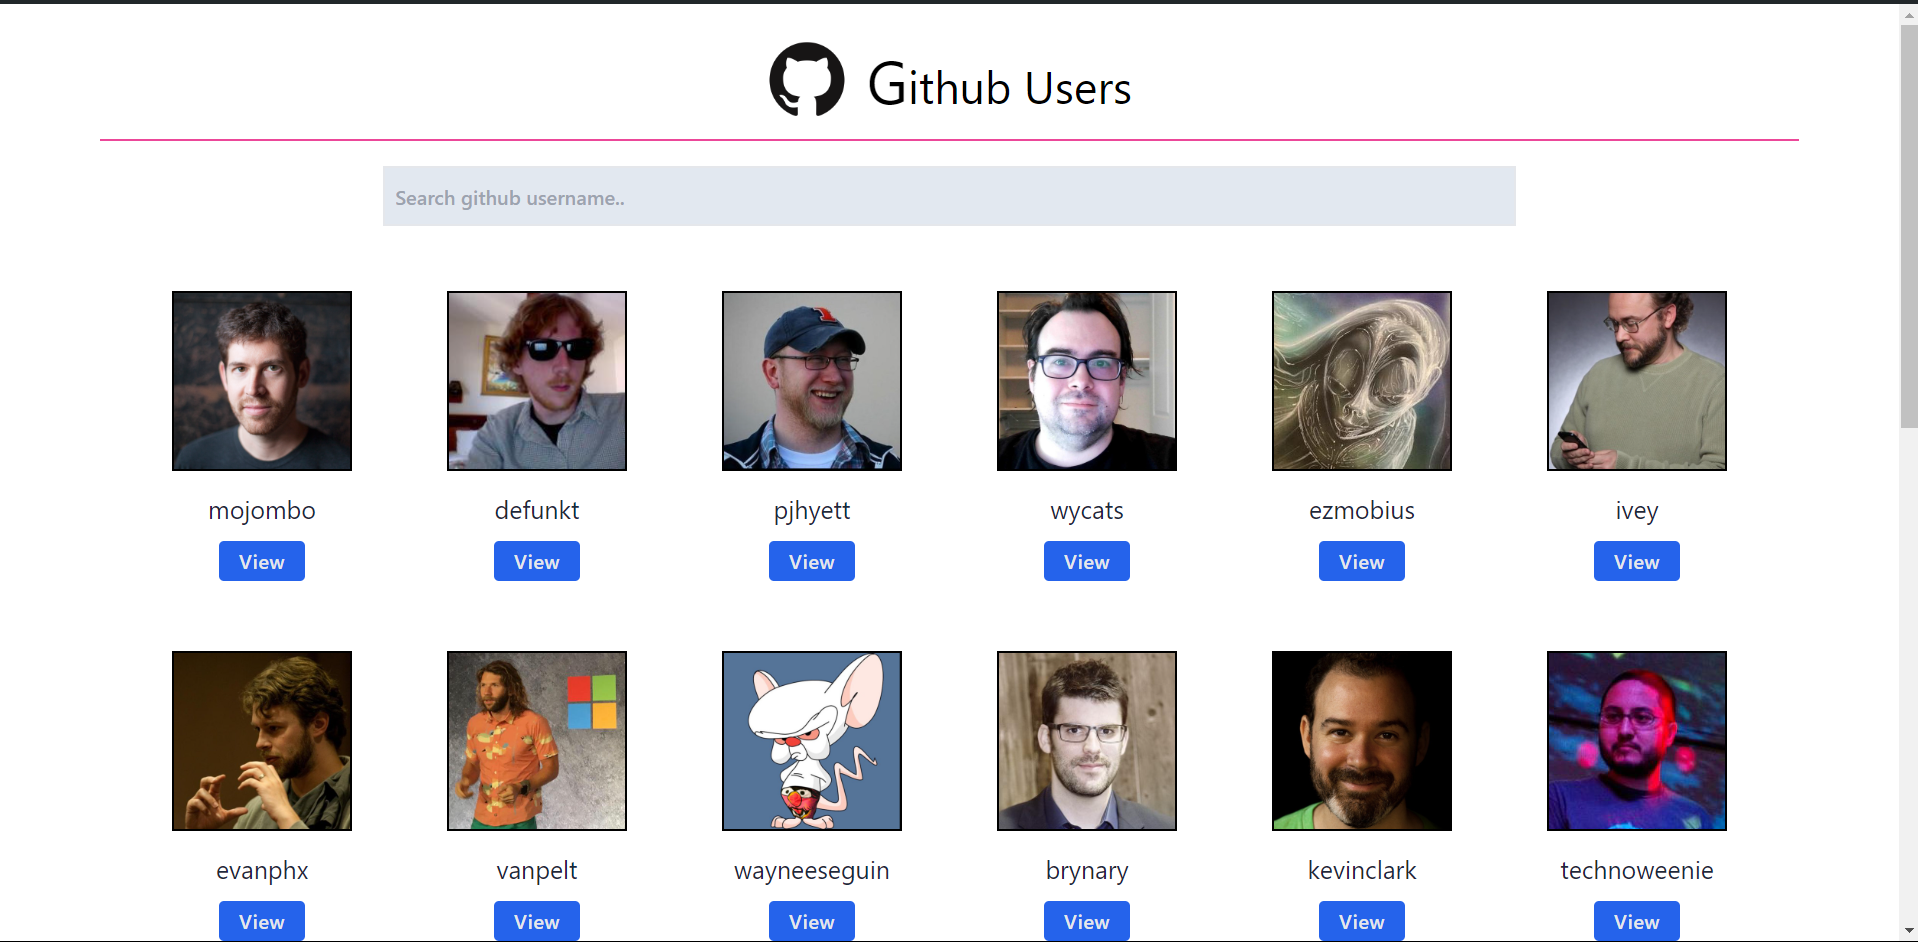 Github Users
Search github username..
mojombo
defunkt
pjhyett
wycats
ezmobius
ivey
View
View
View
View
View
View
evanphx
vanpelt
wayneeseguin
brynary
kevinclark
technoweenie
View
View
View
View
View
View